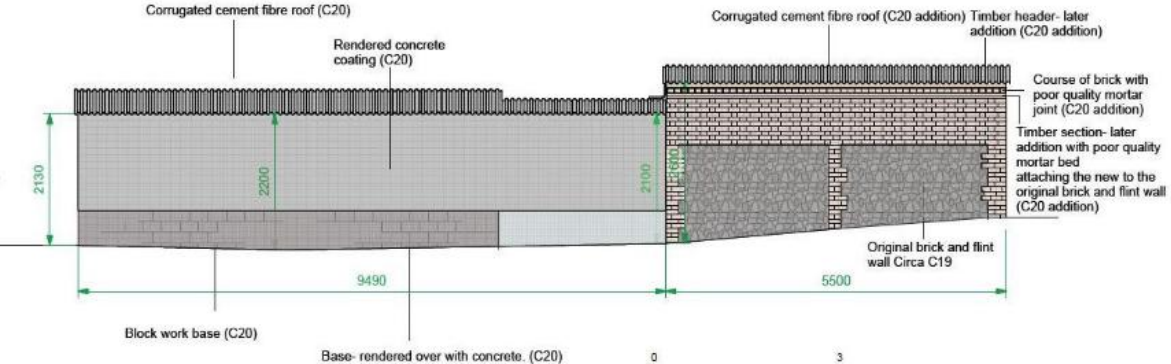 Corrugated cement fibre roof (C20)
Corrugated cement fibre roof (C20 addition)
Timber header- later
addition (C20 addition)
Rendered concrete
coating (C20)
Course of brick with
poor quality mortar
joint (C20 addition)
Timber section- later
addition with poor quality
mortar bed
attaching the new to the
original brick and flint wall
(C20 addition)
2130
2200
2100
Original brick and flint
wall Circa C19
9490
5500
Block work base (C20)
Base- rendered over with concrete. (C20)
0
3